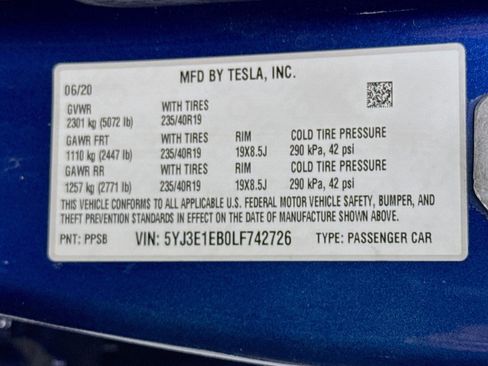 MFD BY TESLA, INC.
06/20
GVWR WITH TIRES
2301 kg (5072 lb) 235/40R19
GAWR FRT WITH TIRES RIM COLD TIRE PRESSURE
1110 kg (2447 lb) 235/40R19 19X8.5J 290 kPa, 42 psi
GAWR RR WITH TIRES RIM COLD TIRE PRESSURE
1257 kg (2771 lb) 235/40R19 19X8.5J 290 kPa, 42 psi
THIS VEHICLE CONFORMS TO ALL APPLICABLE U.S. FEDERAL MOTOR VEHICLE SAFETY, BUMPER, AND
THEFT PREVENTION STANDARDS IN EFFECT ON THE DATE OF MANUFACTURE SHOWN ABOVE.
PNT: PPSB VIN: 5YJ3E1EB0LF742726 TYPE: PASSENGER CAR